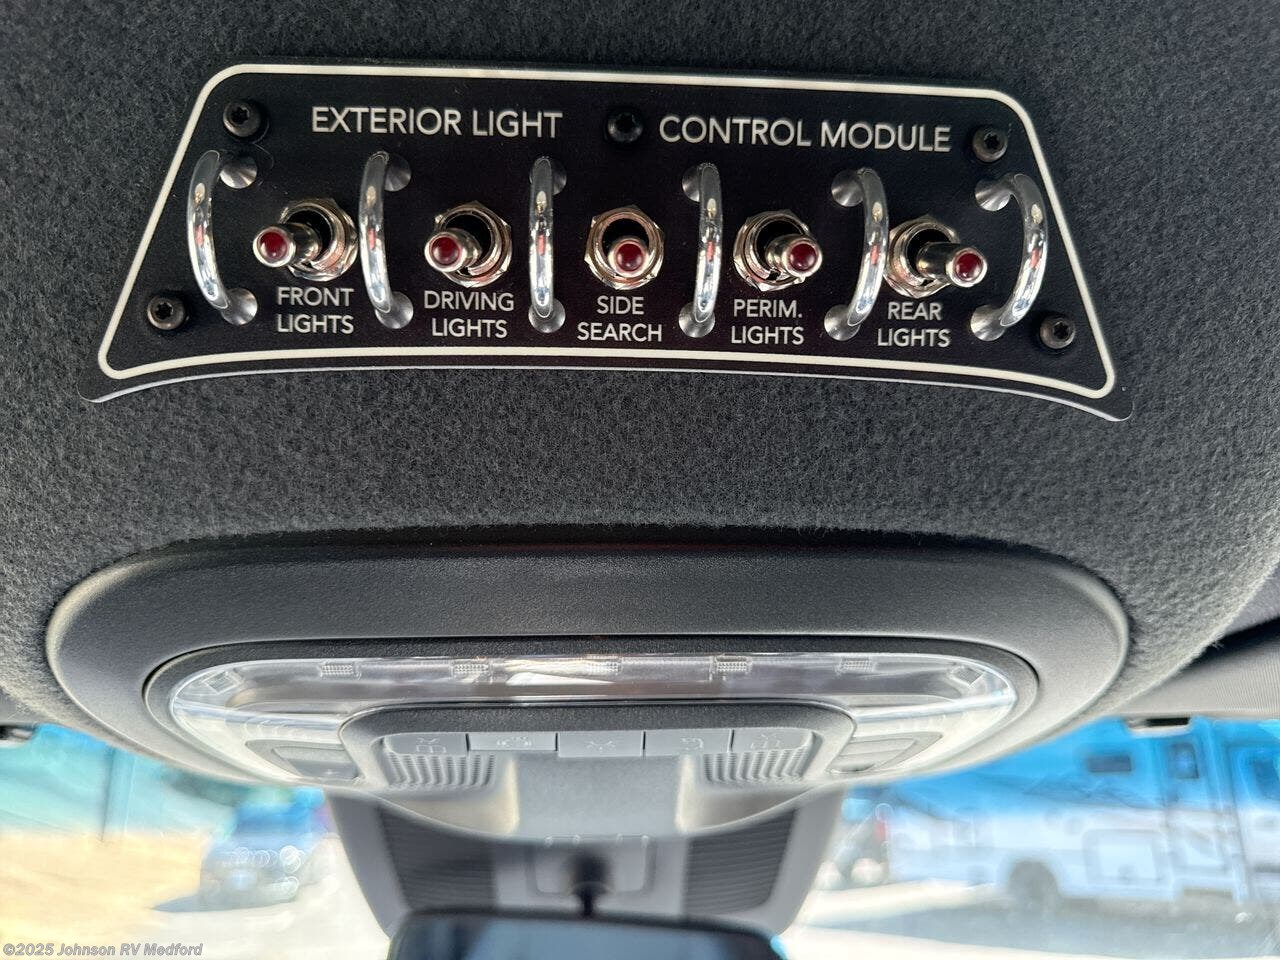 EXTERIOR LIGHT CONTROL MODULE
FRONT LIGHTS
DRIVING LIGHTS
SIDE SEARCH
PERIM. LIGHTS
REAR LIGHTS
©2025 Johnson RV Medford